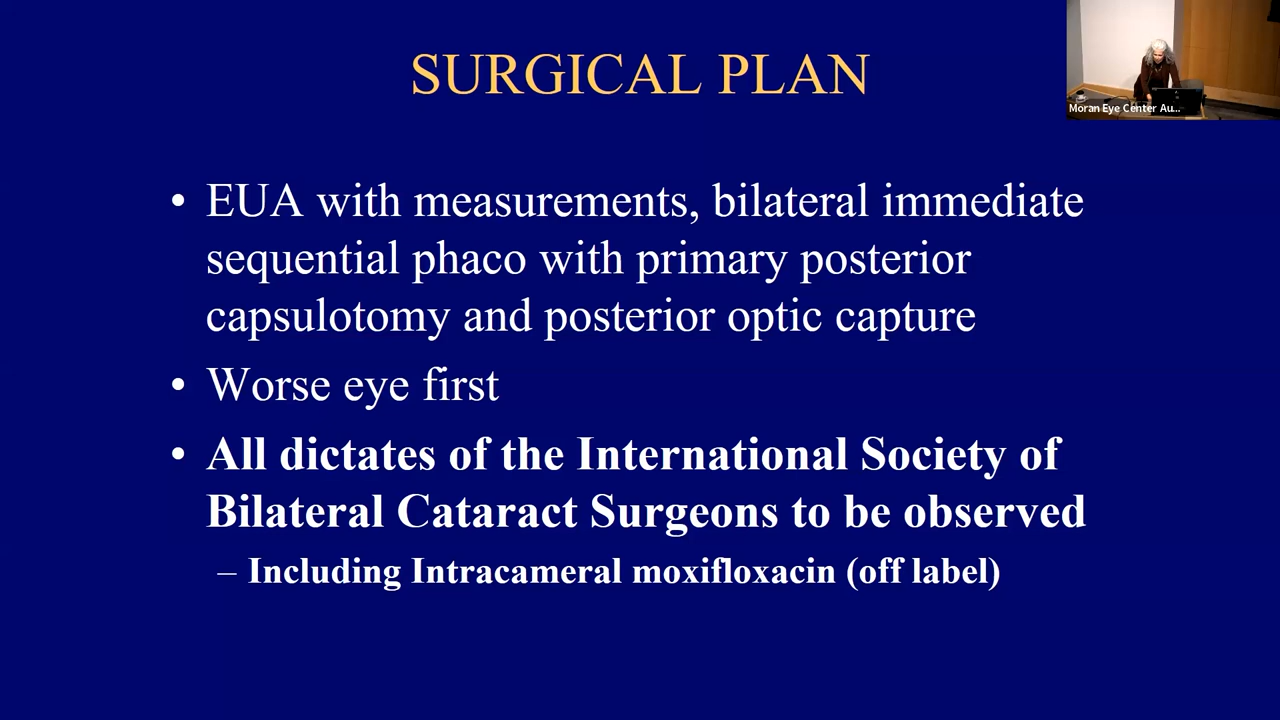 SURGICAL PLAN
Moran Eye Center Au...
• EUA with measurements, bilateral immediate
sequential phaco with primary posterior
capsulotomy and posterior optic capture
• Worse eye first
• All dictates of the International Society of
Bilateral Cataract Surgeons to be observed
– Including Intracameral moxifloxacin (off label)